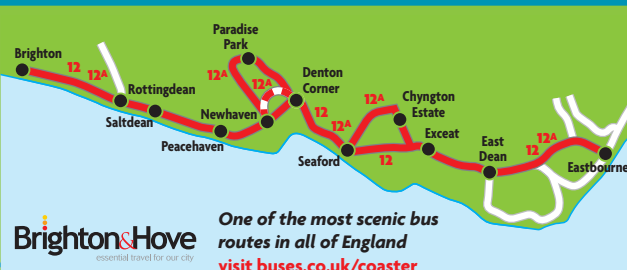 Paradise
Park
Brighton
12
12A
12A
12A
Denton
Corner
Rottingdean
Saltdean
Newhaven
Peacehaven
12
12A
12A
Chyngton
Estate
Exceat
Seaford
12
East
Dean
12
12A
Eastbourne
One of the most scenic bus
routes in all of England
visit buses.co.uk/coaster
Brighton&Hove
essential travel for our city